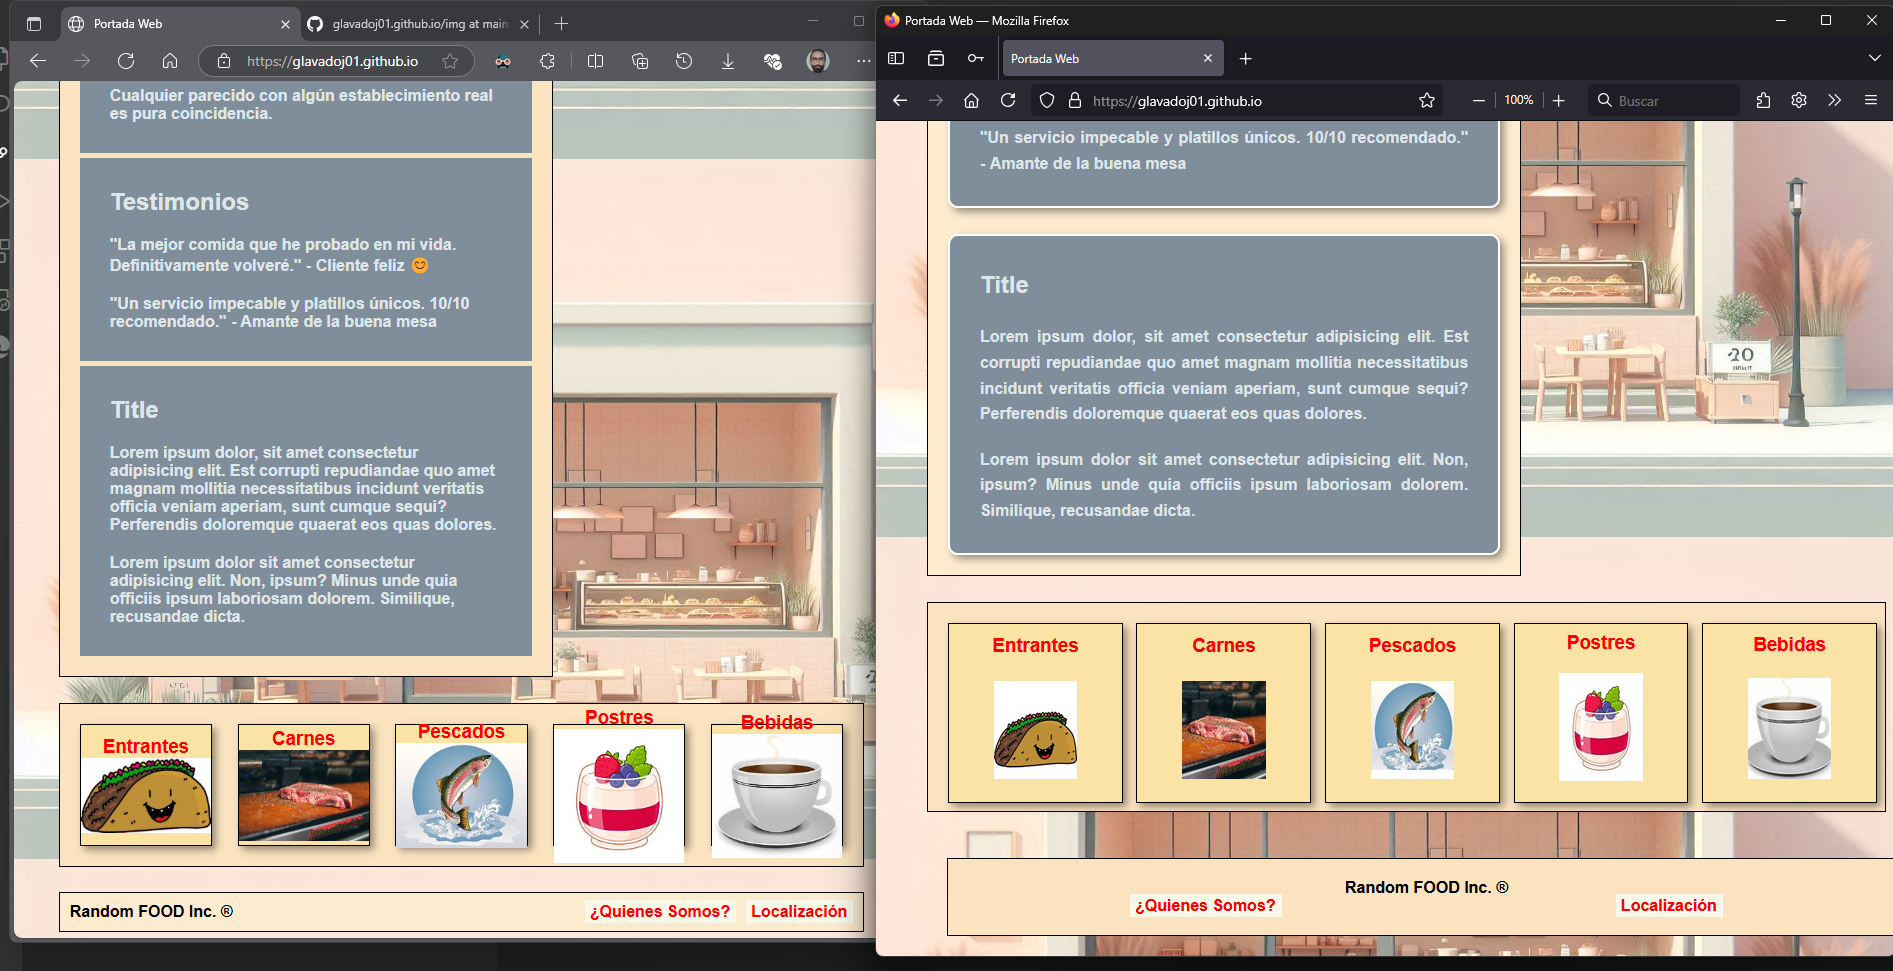 Portada Web
glavadoj01.github.io/img at main
https://glavadoj01.github.io
Cualquier parecido con algún establecimiento real
es pura coincidencia.
Testimonios
"La mejor comida que he probado en mi vida.
Definitivamente volveré." - Cliente feliz 😊
"Un servicio impecable y platillos únicos. 10/10
recomendado." - Amante de la buena mesa
Title
Lorem ipsum dolor, sit amet consectetur
adipisicing elit. Est corrupti repudiandae quo amet
magnam mollitia necessitatibus incidunt veritatis
officia veniam aperiam, sunt cumque sequi?
Perferendis doloremque quaerat eos quas dolores.
Lorem ipsum dolor sit amet consectetur
adipisicing elit. Non, ipsum? Minus unde quia
officiis ipsum laboriosam dolorem. Similique,
recusandae dicta.
Entrantes
Carnes
Pescados
Postres
Bebidas
Random FOOD Inc. ®
¿Quienes Somos?
Localización
Portada Web — Mozilla Firefox
Portada Web
https://glavadoj01.github.io
100%
Buscar
"Un servicio impecable y platillos únicos. 10/10 recomendado."
- Amante de la buena mesa
Title
Lorem ipsum dolor, sit amet consectetur adipisicing elit. Est
corrupti repudiandae quo amet magnam mollitia necessitatibus
incidunt veritatis officia veniam aperiam, sunt cumque sequi?
Perferendis doloremque quaerat eos quas dolores.
Lorem ipsum dolor sit amet consectetur adipisicing elit. Non,
ipsum? Minus unde quia officiis ipsum laboriosam dolorem.
Similique, recusandae dicta.
20
Entrantes
Carnes
Pescados
Postres
Bebidas
Random FOOD Inc. ®
¿Quienes Somos?
Localización